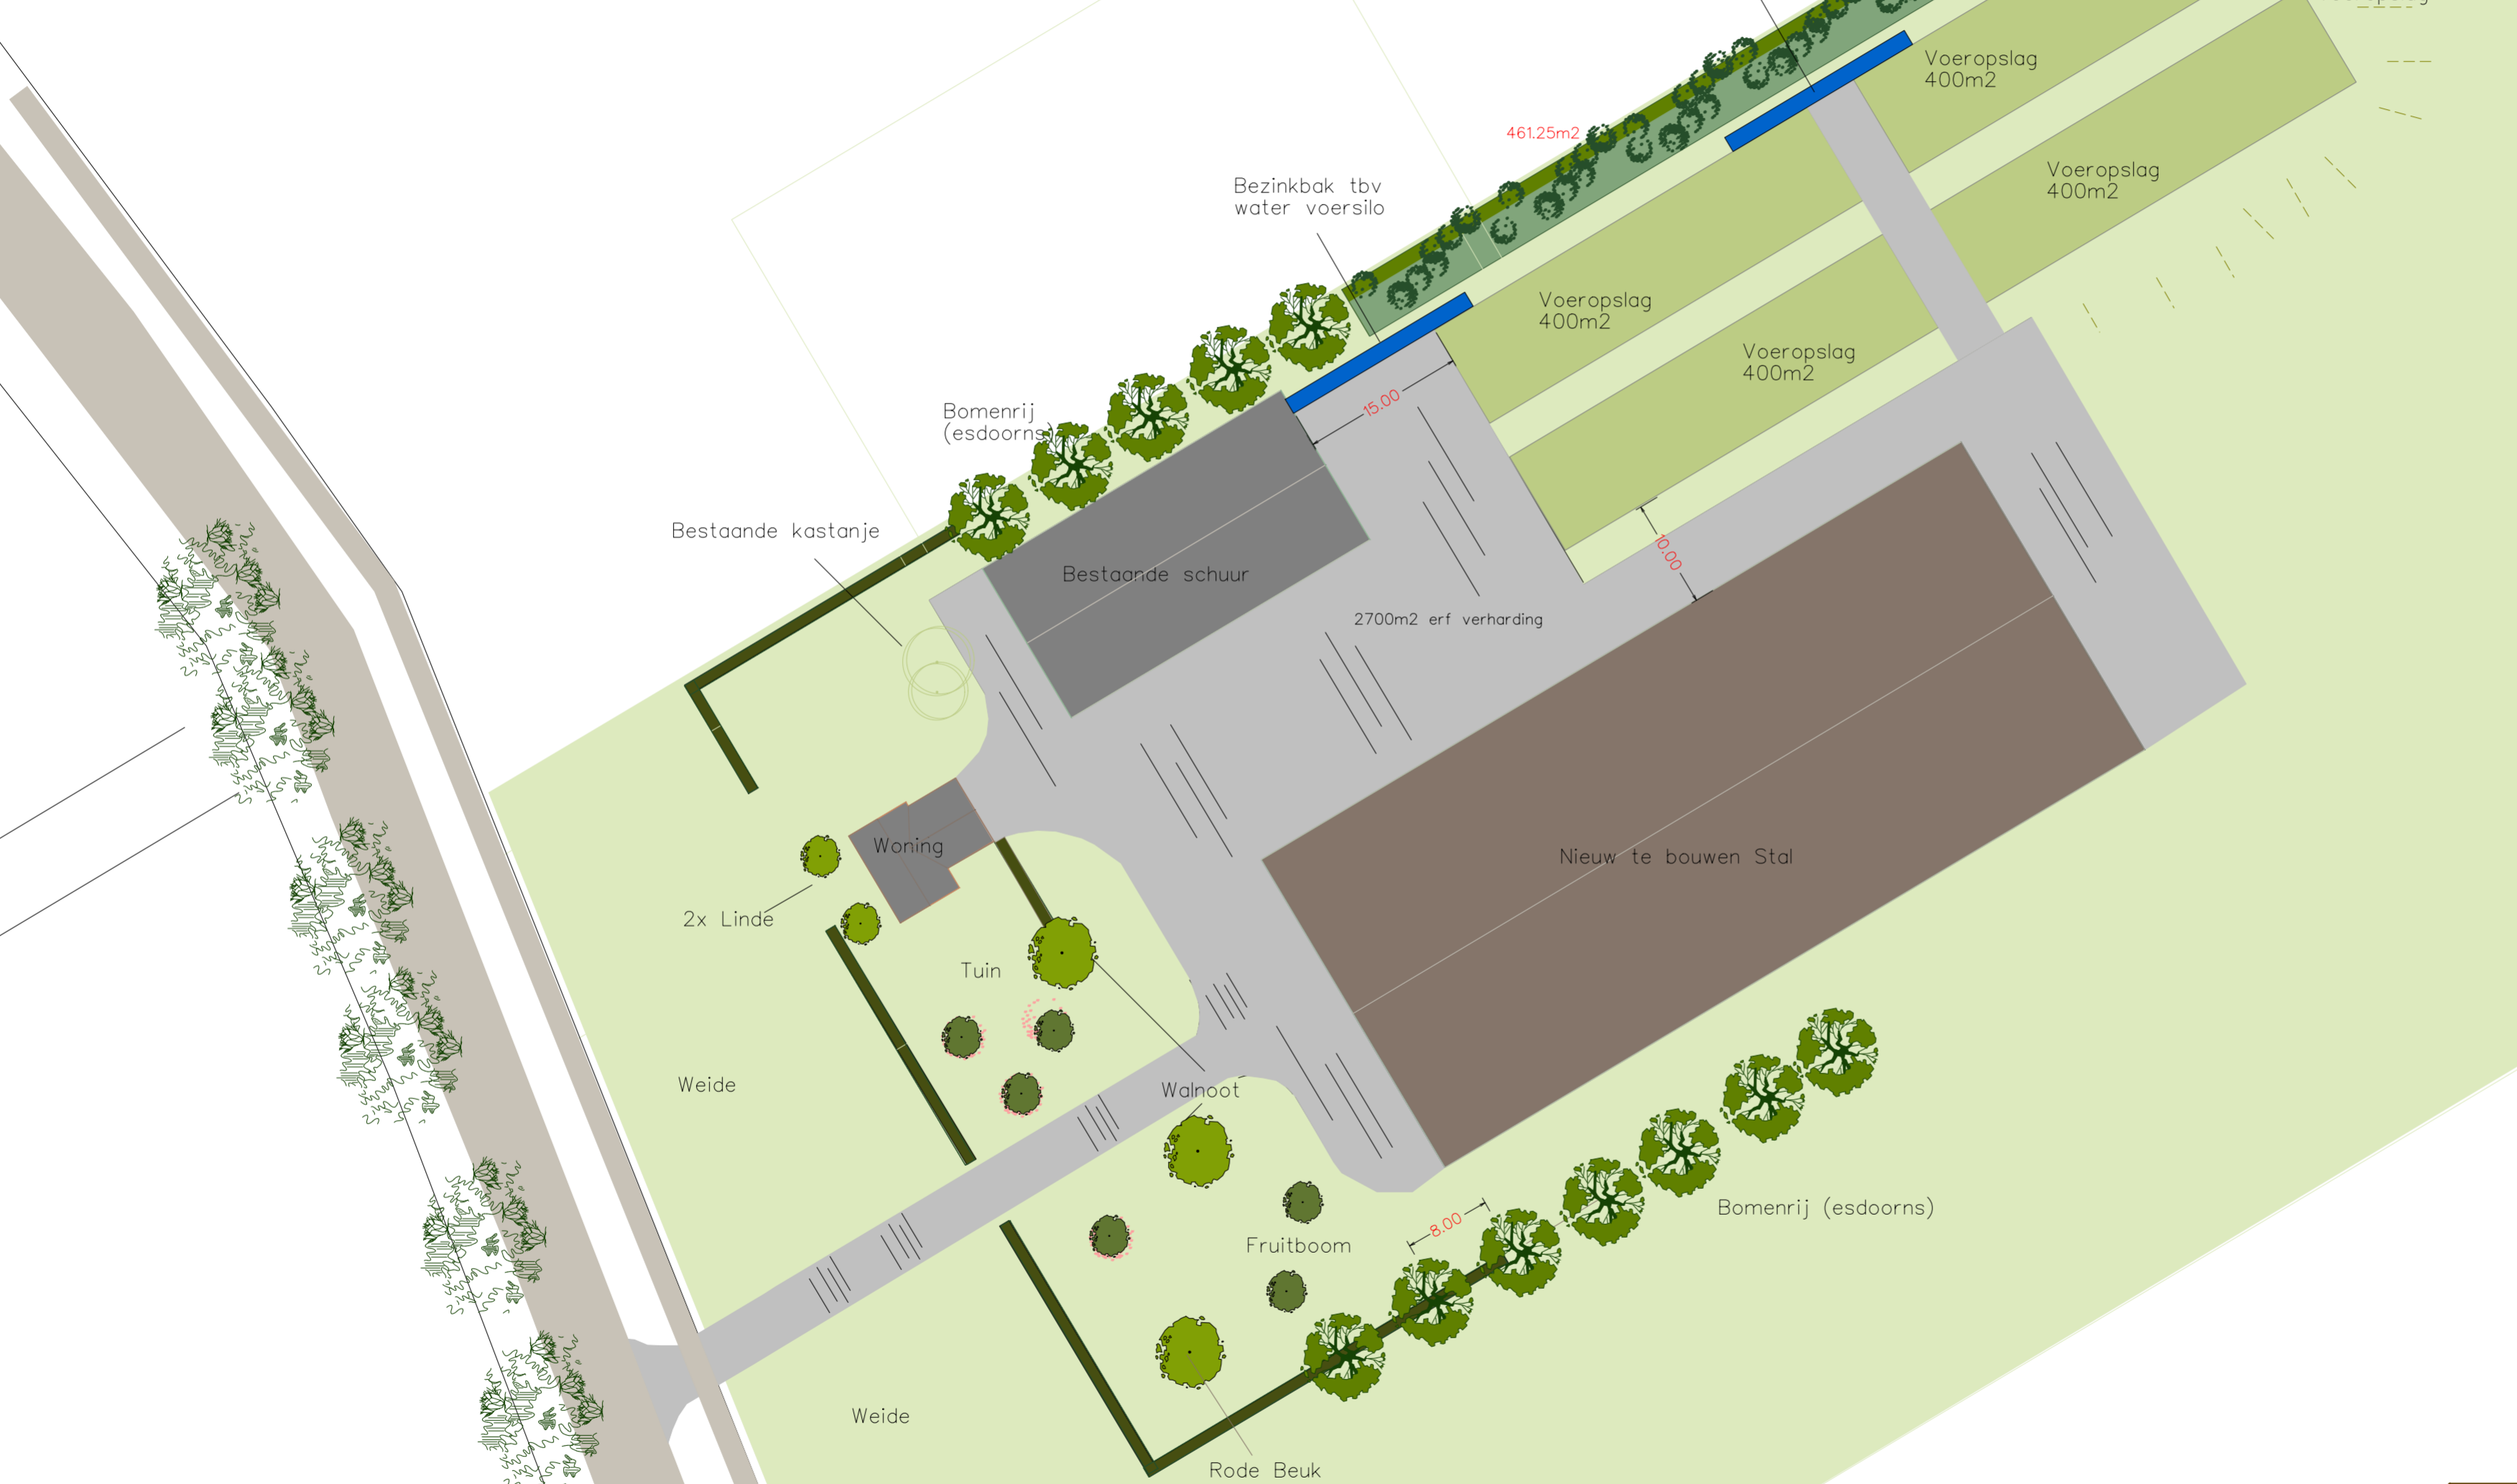 Voeropslag
400m2
461.25m2
Voeropslag
400m2
Bezinkbak tbv
water voersilo
Voeropslag
400m2
Voeropslag
400m2
15.00
Bomenrij
(esdoorns)
Bestaande kastanje
10.00
Bestaande schuur
2700m2 erf verharding
Woning
Nieuw te bouwen Stal
2x Linde
Tuin
Weide
Walnoot
Bomenrij (esdoorns)
8.00
Fruitboom
Weide
Rode Beuk